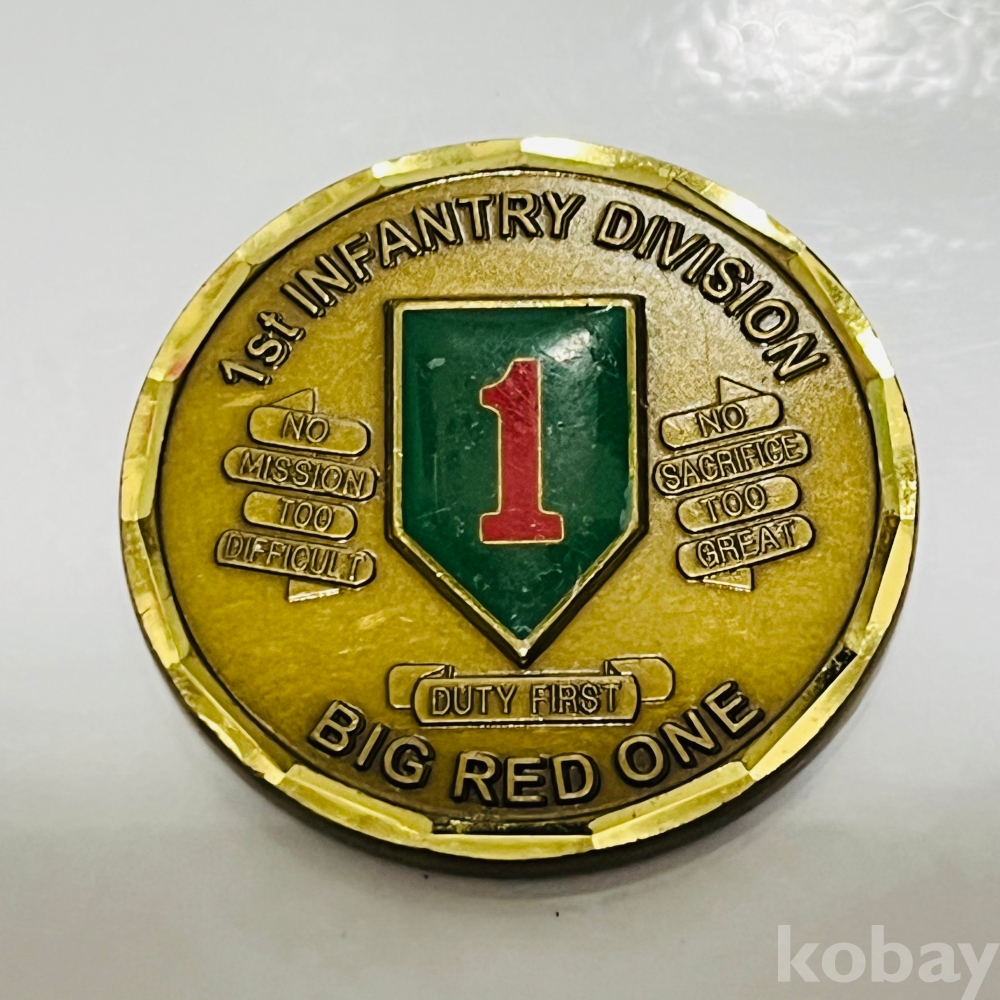 1st INFANTRY DIVISION
1
NO
MISSION
TOO
DIFFICULT
NO
SACRIFICE
TOO
GREAT
DUTY FIRST
BIG RED ONE
kobay